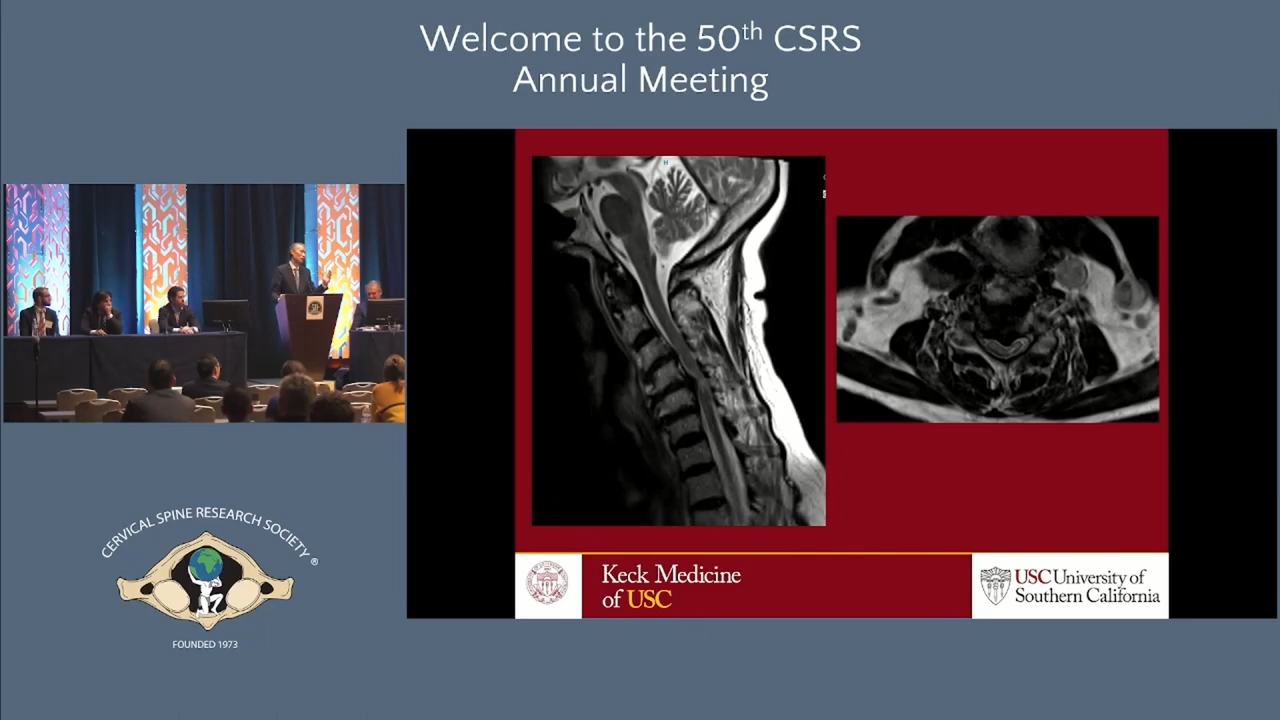 Welcome to the 50th CSRS
Annual Meeting
H
CERVICAL SPINE RESEARCH SOCIETY ®
FOUNDED 1973
Keck Medicine
of USC
USC University of
Southern California